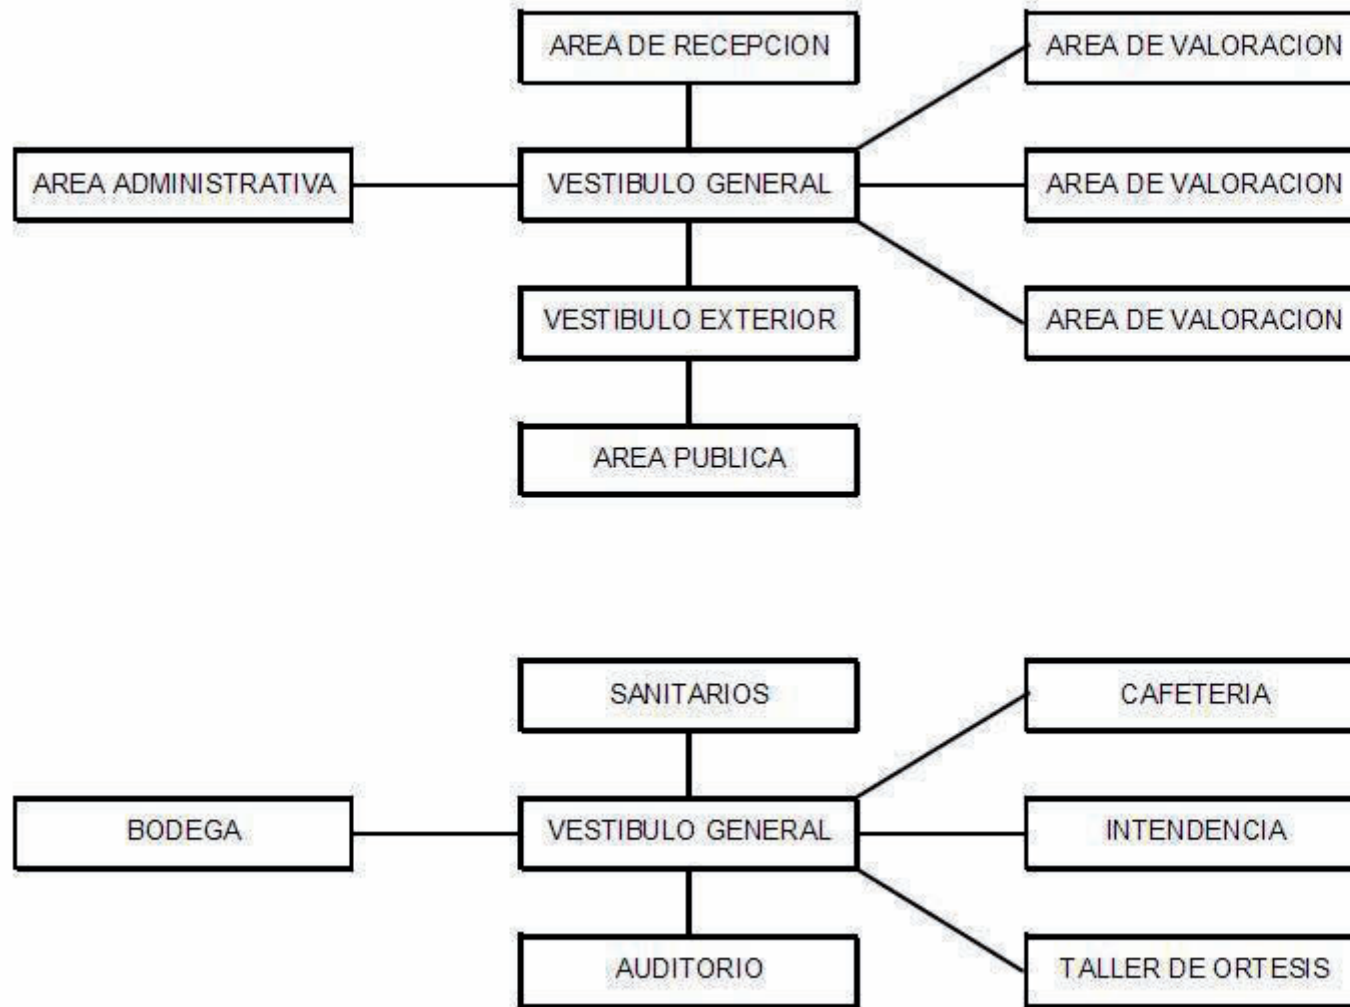 AREA DE RECEPCION
AREA DE VALORACION
AREA ADMINISTRATIVA
VESTIBULO GENERAL
AREA DE VALORACION
VESTIBULO EXTERIOR
AREA DE VALORACION
AREA PUBLICA
SANITARIOS
CAFETERIA
BODEGA
VESTIBULO GENERAL
INTENDENCIA
AUDITORIO
TALLER DE ORTESIS